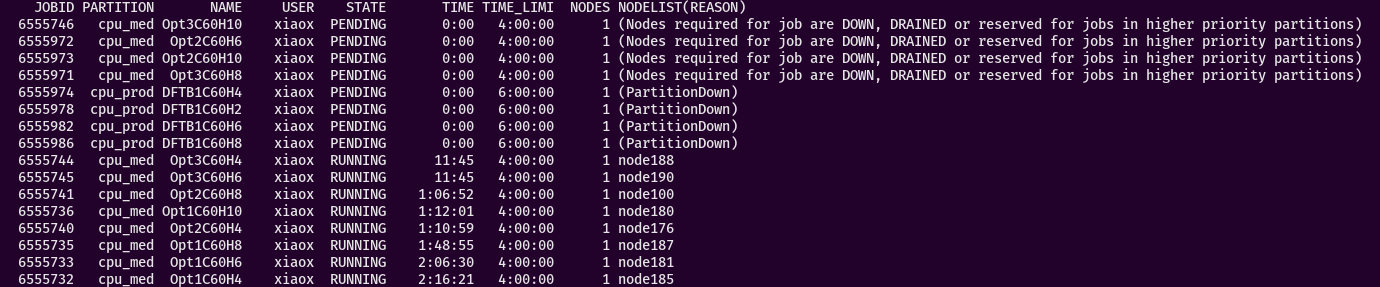 JOBID PARTITION NAME USER STATE TIME TIME_LIMI NODES NODELIST(REASON)
6555746 cpu_med Opt3C60H10 xiaox PENDING 0:00 4:00:00 1 (Nodes required for job are DOWN, DRAINED or reserved for jobs in higher priority partitions)
6555972 cpu_med Opt2C60H6 xiaox PENDING 0:00 4:00:00 1 (Nodes required for job are DOWN, DRAINED or reserved for jobs in higher priority partitions)
6555973 cpu_med Opt2C60H10 xiaox PENDING 0:00 4:00:00 1 (Nodes required for job are DOWN, DRAINED or reserved for jobs in higher priority partitions)
6555971 cpu_med Opt3C60H8 xiaox PENDING 0:00 4:00:00 1 (Nodes required for job are DOWN, DRAINED or reserved for jobs in higher priority partitions)
6555974 cpu_prod DFTB1C60H4 xiaox PENDING 0:00 6:00:00 1 (PartitionDown)
6555978 cpu_prod DFTB1C60H2 xiaox PENDING 0:00 6:00:00 1 (PartitionDown)
6555982 cpu_prod DFTB1C60H6 xiaox PENDING 0:00 6:00:00 1 (PartitionDown)
6555986 cpu_prod DFTB1C60H8 xiaox PENDING 0:00 6:00:00 1 (PartitionDown)
6555744 cpu_med Opt3C60H4 xiaox RUNNING 11:45 4:00:00 1 node188
6555745 cpu_med Opt3C60H6 xiaox RUNNING 11:45 4:00:00 1 node190
6555741 cpu_med Opt2C60H8 xiaox RUNNING 1:06:52 4:00:00 1 node100
6555736 cpu_med Opt1C60H10 xiaox RUNNING 1:12:01 4:00:00 1 node180
6555740 cpu_med Opt2C60H4 xiaox RUNNING 1:10:59 4:00:00 1 node176
6555735 cpu_med Opt1C60H8 xiaox RUNNING 1:48:55 4:00:00 1 node187
6555733 cpu_med Opt1C60H6 xiaox RUNNING 2:06:30 4:00:00 1 node181
6555732 cpu_med Opt1C60H4 xiaox RUNNING 2:16:21 4:00:00 1 node185